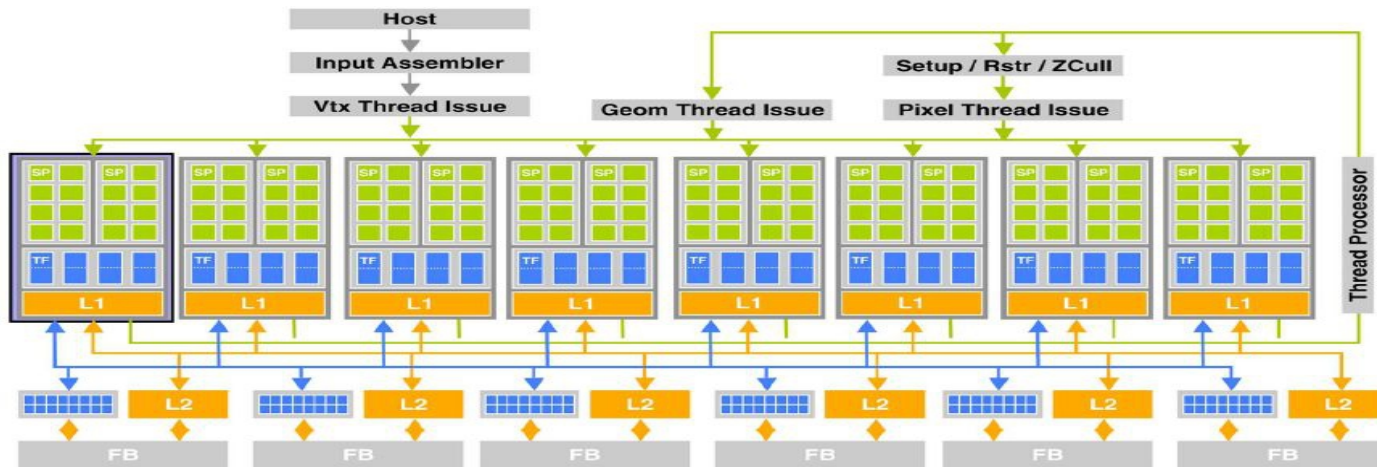 Host
Input Assembler
Setup / Rstr / ZCull
Vtx Thread Issue
Geom Thread Issue
Pixel Thread Issue
SP SP SP SP SP SP SP SP SP SP SP SP SP SP SP SP
Thread Processor
TF TF TF TF TF TF TF TF
L1 L1 L1 L1 L1 L1 L1 L1
L2 L2 L2 L2 L2 L2
FB FB FB FB FB FB